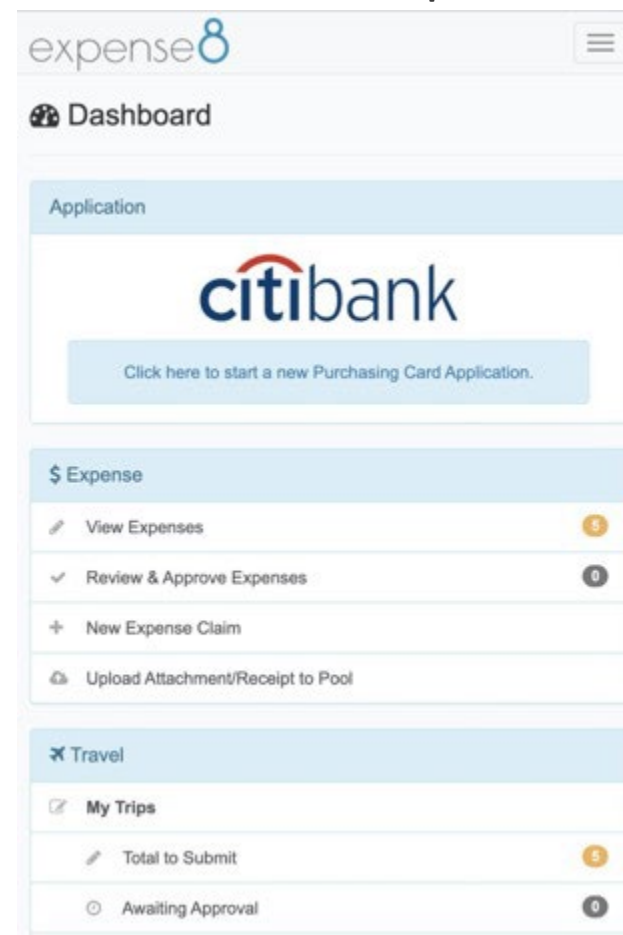 expense8
Dashboard
Application
citibank
Click here to start a new Purchasing Card Application.
$ Expense
View Expenses 5
Review & Approve Expenses 0
New Expense Claim
Upload Attachment/Receipt to Pool
Travel
My Trips
Total to Submit 5
Awaiting Approval 0